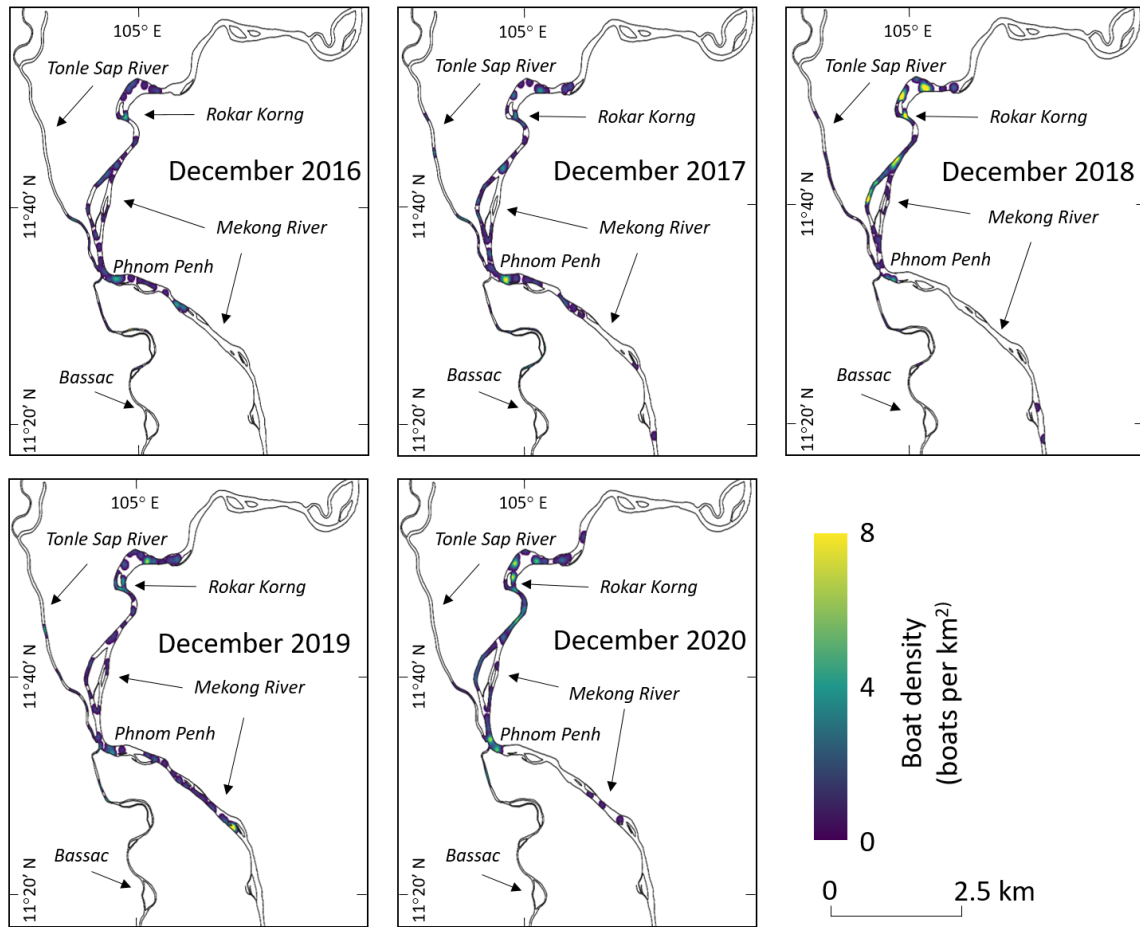 105° E
Tonle Sap River
Rokar Korng
December 2016
11°40' N
Mekong River
Phnom Penh
Bassac
11°20' N
105° E
Tonle Sap River
Rokar Korng
December 2017
11°40' N
Mekong River
Phnom Penh
Bassac
11°20' N
105° E
Tonle Sap River
Rokar Korng
December 2018
11°40' N
Mekong River
Phnom Penh
Bassac
11°20' N
105° E
Tonle Sap River
Rokar Korng
December 2019
11°40' N
Mekong River
Phnom Penh
Bassac
11°20' N
105° E
Tonle Sap River
Rokar Korng
December 2020
11°40' N
Mekong River
Phnom Penh
Bassac
11°20' N
8
4
0
Boat density
(boats per km²)
0 2.5 km